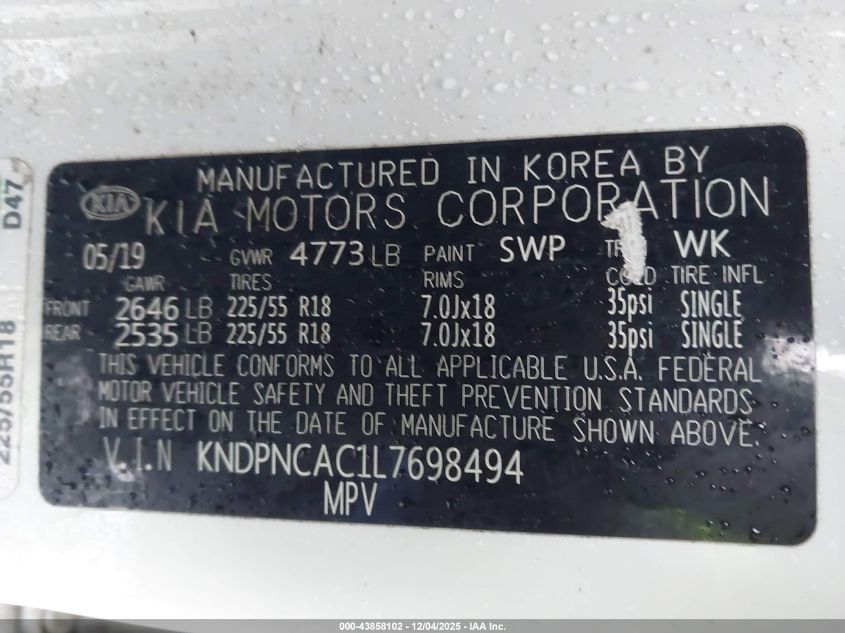 MANUFACTURED IN KOREA BY
KIA KIA MOTORS CORPORATION
05/19 GVWR 4773 LB PAINT SWP WK
GAWR TIRES RIMS COLD TIRE INFL
FRONT 2646 LB 225/55 R18 7.0Jx18 35psi SINGLE
REAR 2535 LB 225/55 R18 7.0Jx18 35psi SINGLE
THIS VEHICLE CONFORMS TO ALL APPLICABLE U.S.A. FEDERAL
MOTOR VEHICLE SAFETY AND THEFT PREVENTION STANDARDS
IN EFFECT ON THE DATE OF MANUFACTURE SHOWN ABOVE.
V.I.N KNDPNCAC1L7698494
MPV
225/55R18 D47
000-43858102 - 12/04/2025 - IAA Inc.